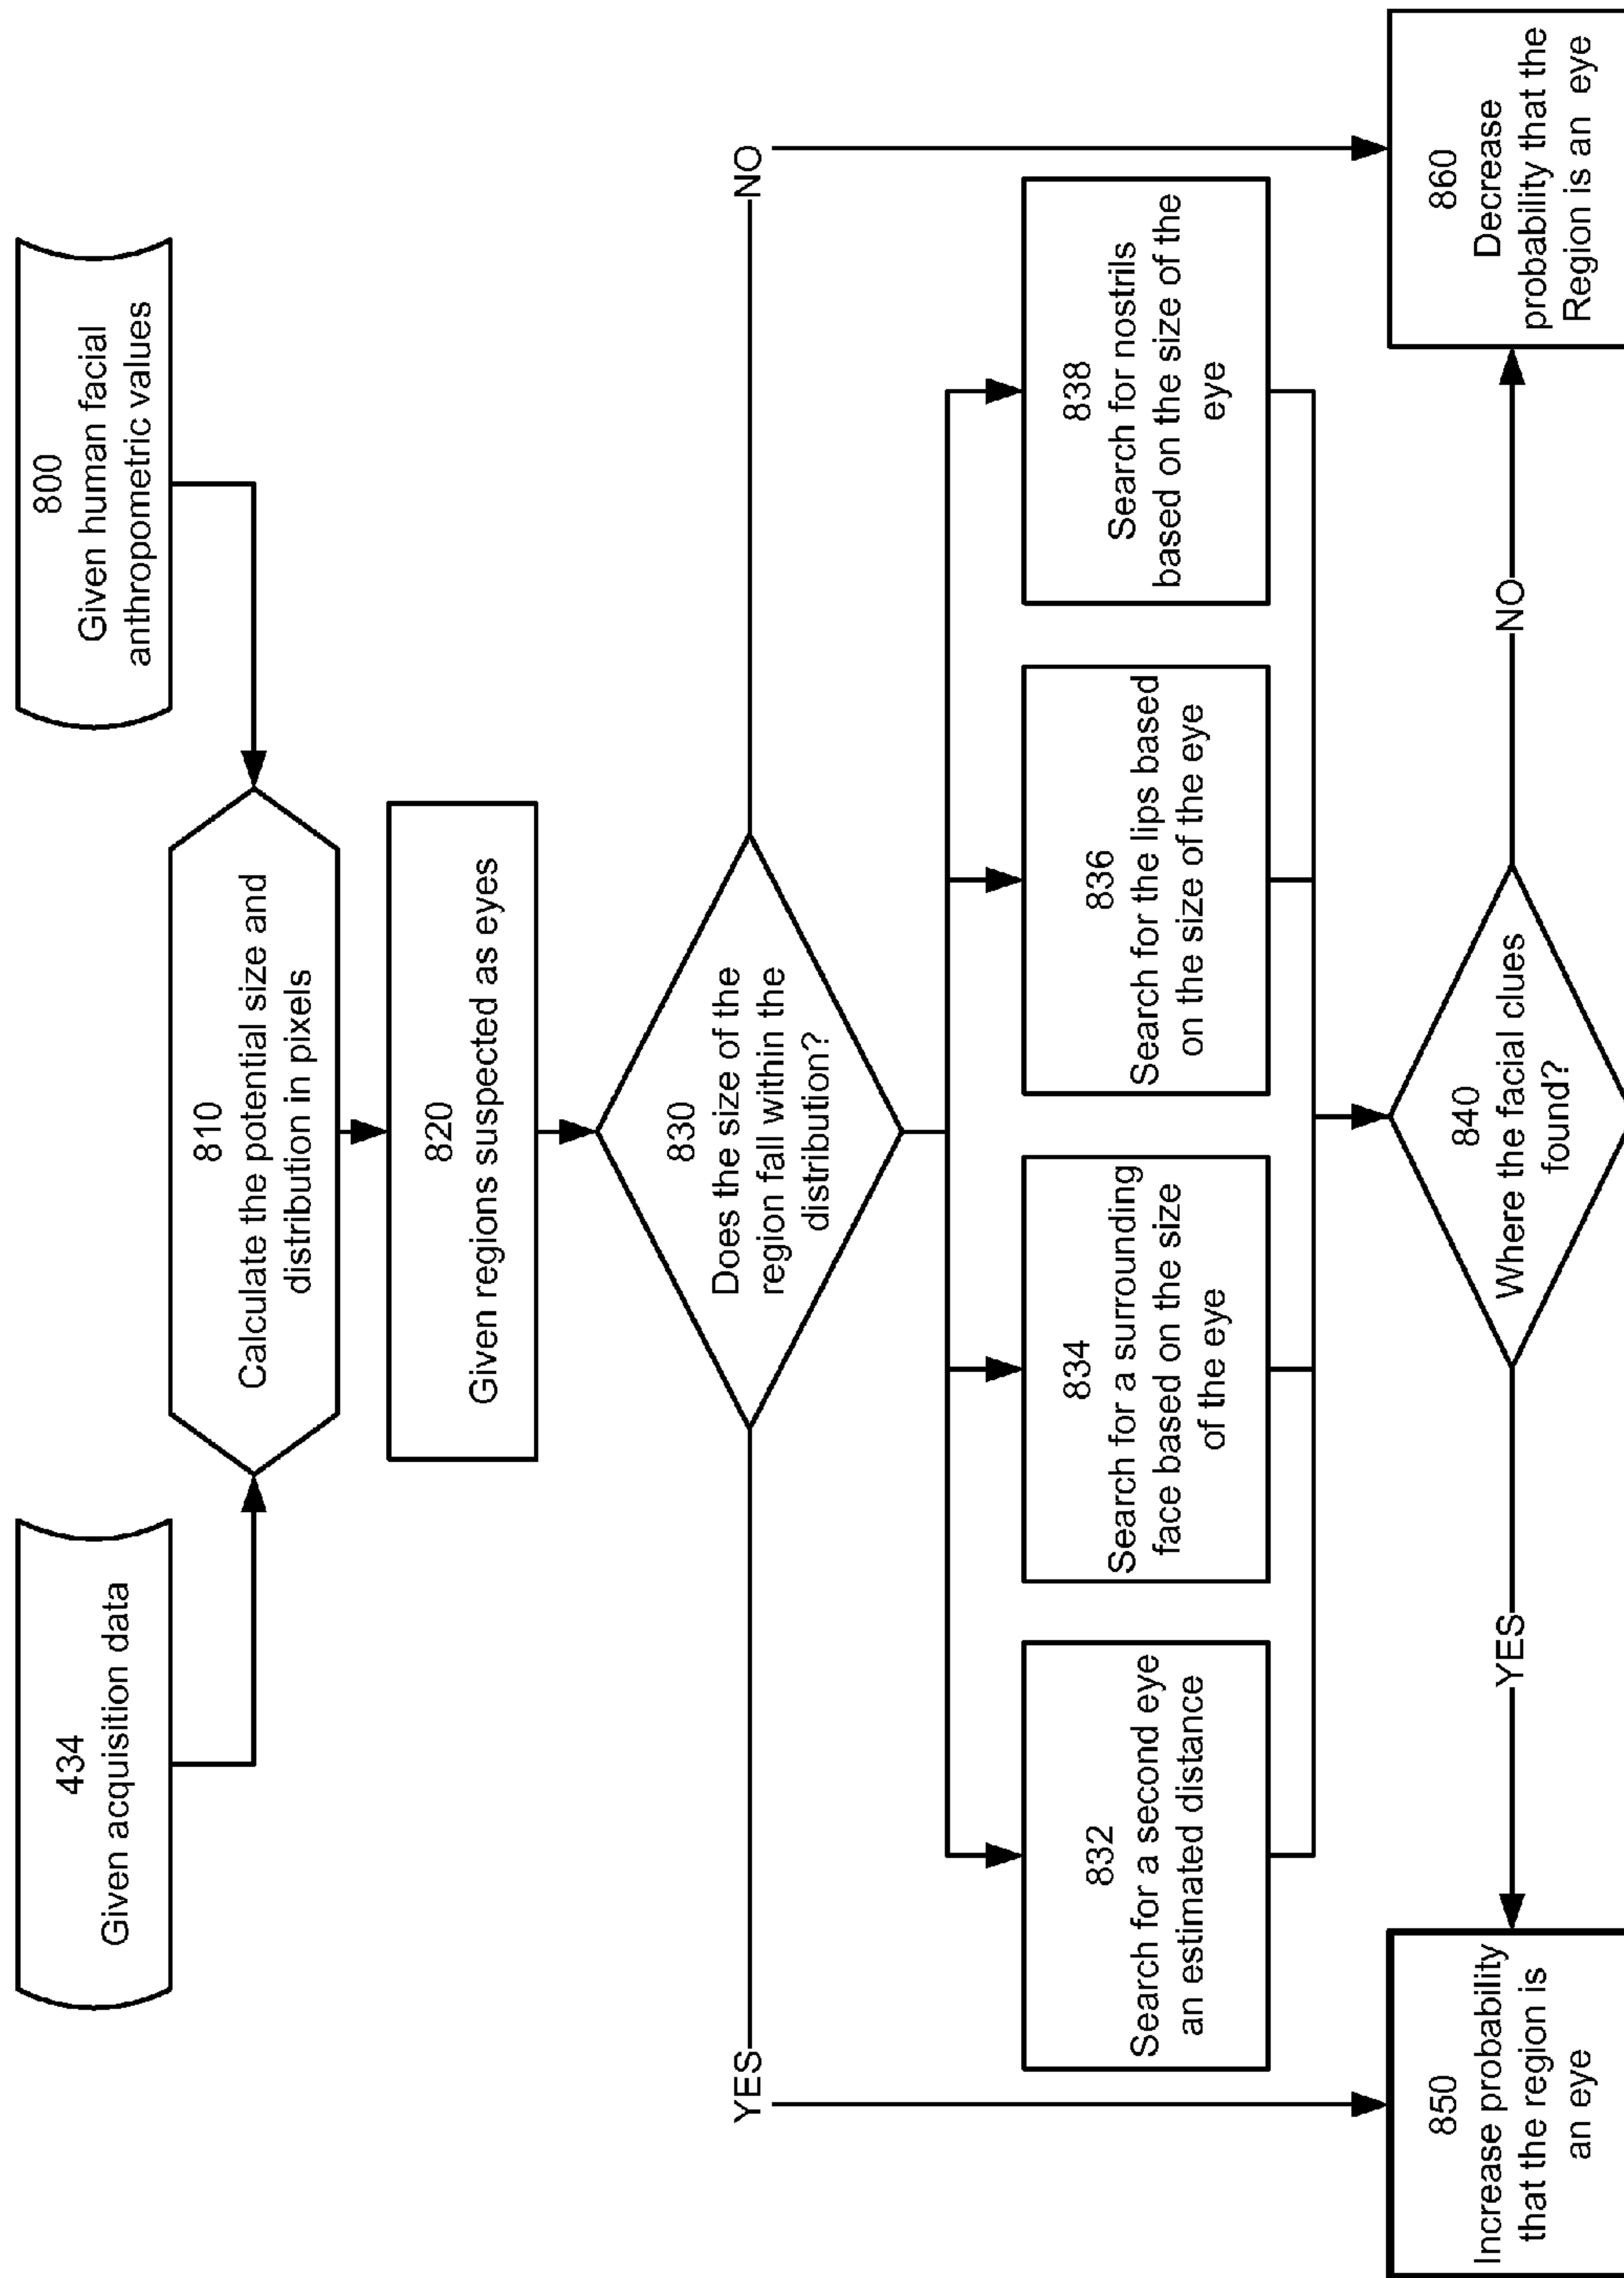 434
Given acquisition data
800
Given human facial
anthropometric values
810
Calculate the potential size and
distribution in pixels
820
Given regions suspected as eyes
830
Does the size of the
region fall within the
distribution?
YES
NO
832
Search for a second eye
an estimated distance
834
Search for a surrounding
face based on the size
of the eye
836
Search for the lips based
on the size of the eye
838
Search for nostrils
based on the size of the
eye
840
Where the facial clues
found?
YES
NO
850
Increase probability
that the region is
an eye
860
Decrease
probability that the
Region is an eye